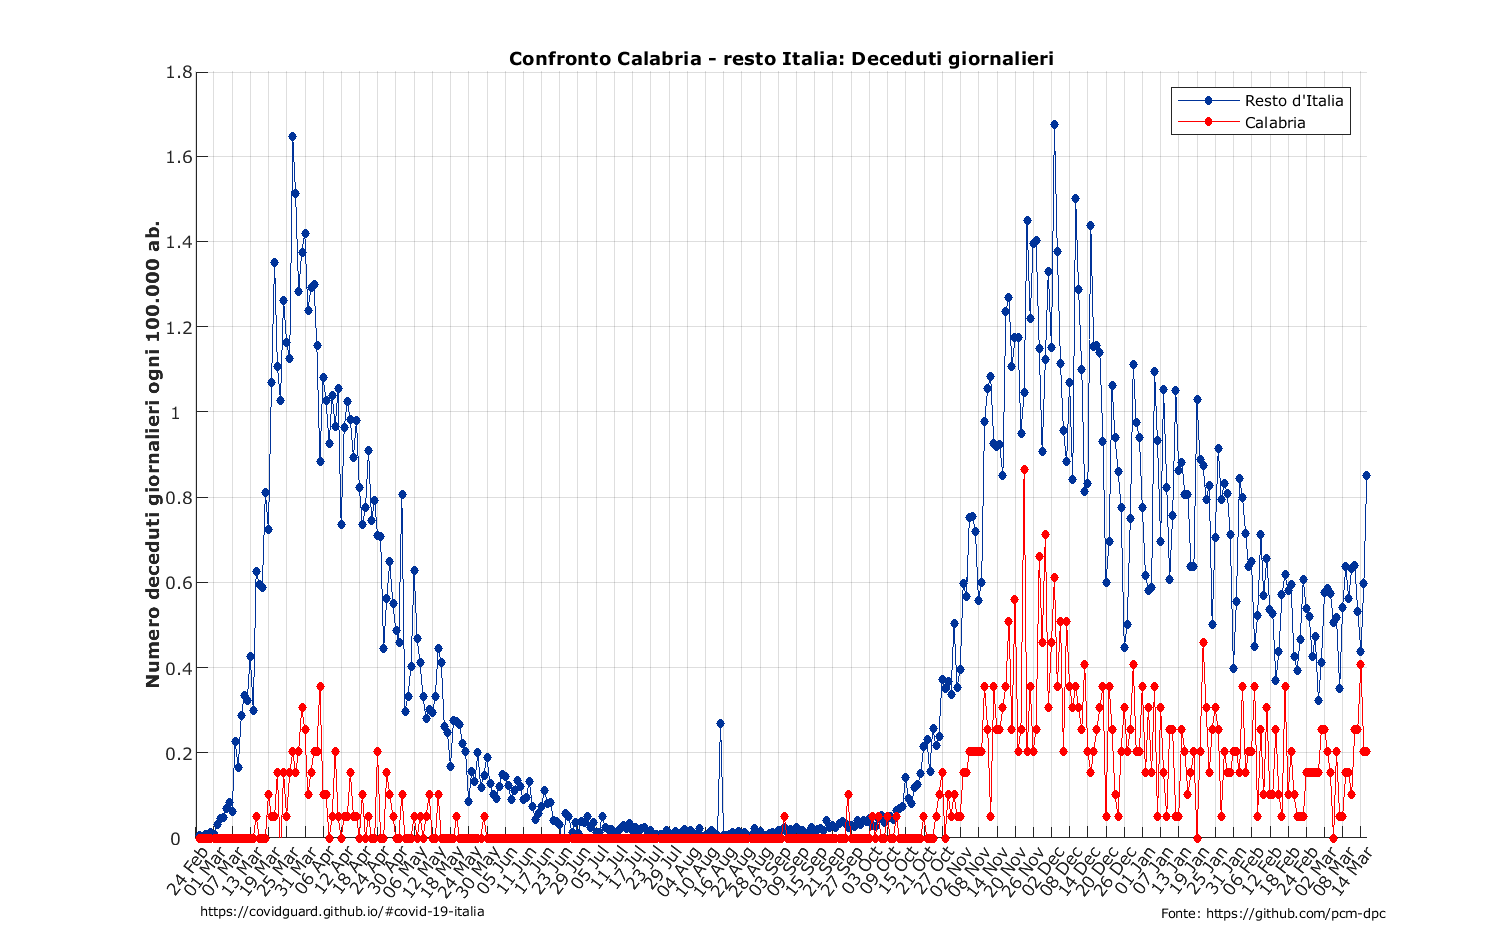 Confronto Calabria - resto Italia: Deceduti giornalieri
Resto d'Italia
Calabria
Numero deceduti giornalieri ogni 100.000 ab.
1.8
1.6
1.4
1.2
1
0.8
0.6
0.4
0.2
0
24 Feb
01 Mar
07 Mar
13 Mar
19 Mar
25 Mar
31 Mar
06 Apr
12 Apr
18 Apr
24 Apr
30 Apr
06 May
12 May
18 May
24 May
30 May
05 Jun
11 Jun
17 Jun
23 Jun
29 Jun
05 Jul
11 Jul
17 Jul
23 Jul
29 Jul
04 Aug
10 Aug
16 Aug
22 Aug
28 Aug
03 Sep
09 Sep
15 Sep
21 Sep
27 Sep
03 Oct
09 Oct
15 Oct
21 Oct
27 Oct
02 Nov
08 Nov
14 Nov
20 Nov
26 Nov
02 Dec
08 Dec
14 Dec
20 Dec
26 Dec
01 Jan
07 Jan
13 Jan
19 Jan
25 Jan
31 Jan
06 Feb
12 Feb
18 Feb
24 Feb
02 Mar
08 Mar
14 Mar
https://covidguard.github.io/#covid-19-italia
Fonte: https://github.com/pcm-dpc